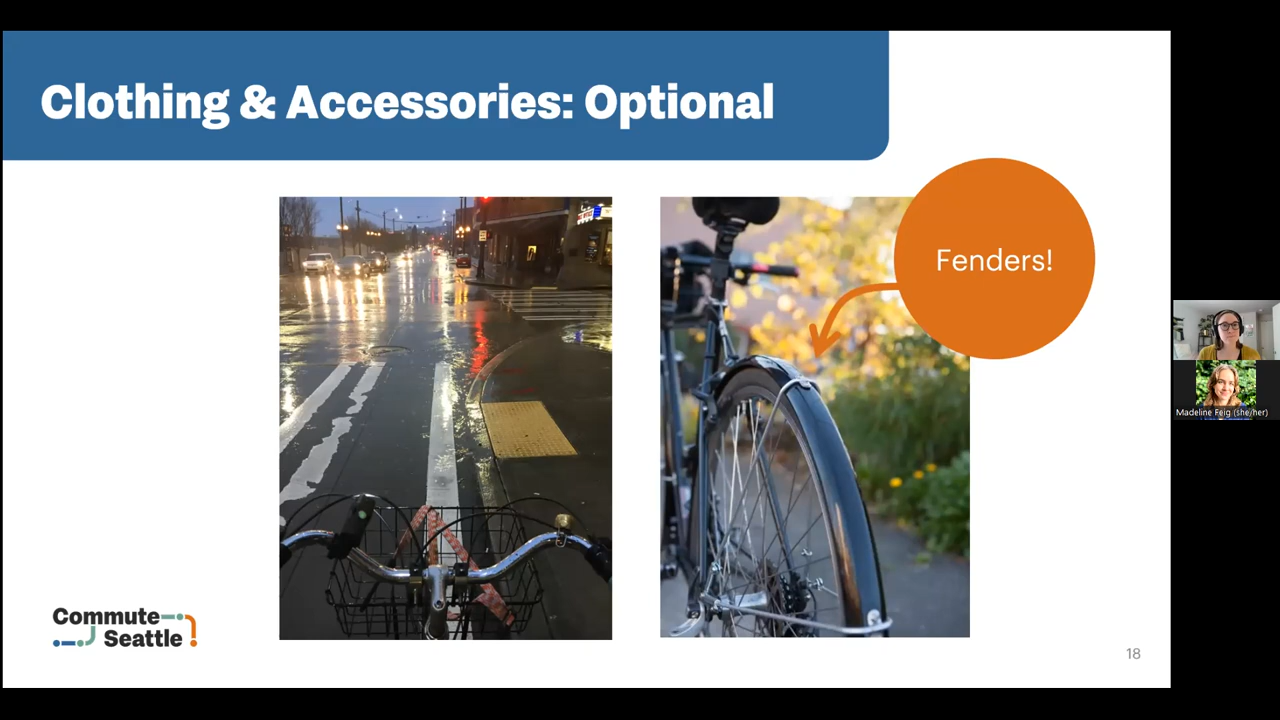 Clothing & Accessories: Optional
Fenders!
Madeline Feig (she/her)
Commute
Seattle
18